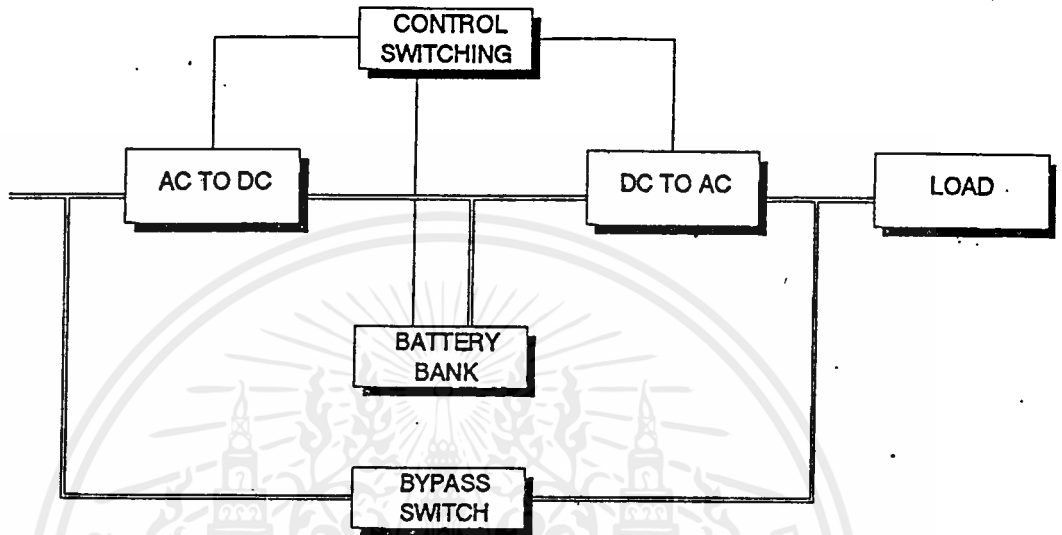 CONTROL
SWITCHING
AC TO DC
DC TO AC
LOAD
BATTERY
BANK
BYPASS
SWITCH